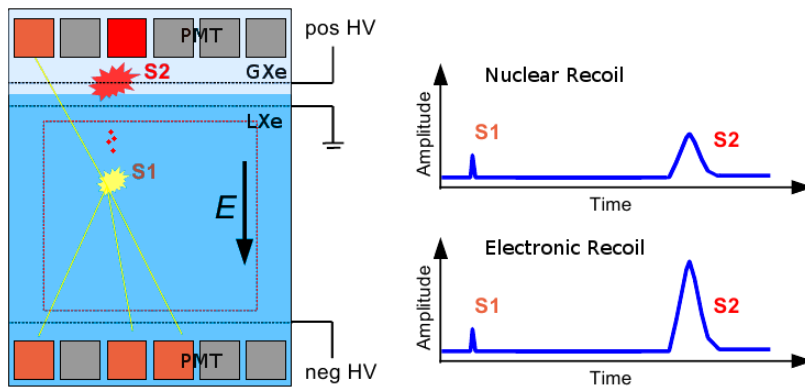 PMT
pos HV
S2
GXe
LXe
S1
E
PMT
neg HV
Nuclear Recoil
Amplitude
S1
S2
Time
Electronic Recoil
Amplitude
S1
S2
Time